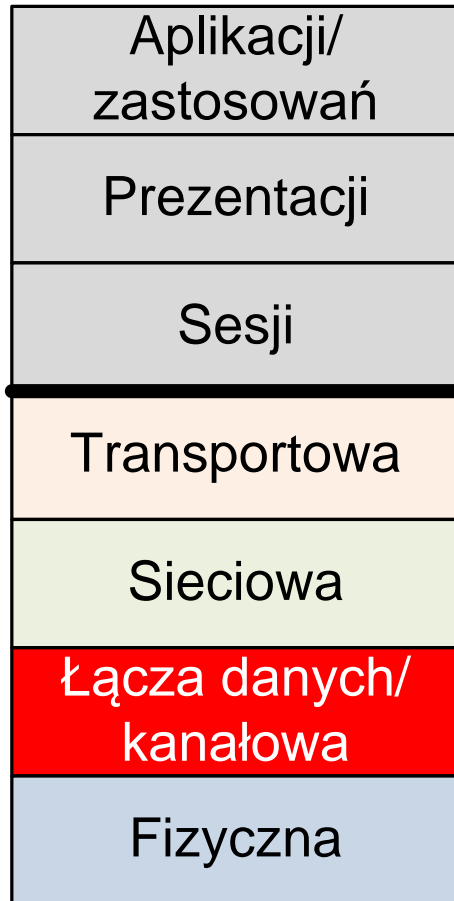 Aplikacji/
zastosowań
Prezentacji
Sesji
Transportowa
Sieciowa
Łącza danych/
kanałowa
Fizyczna